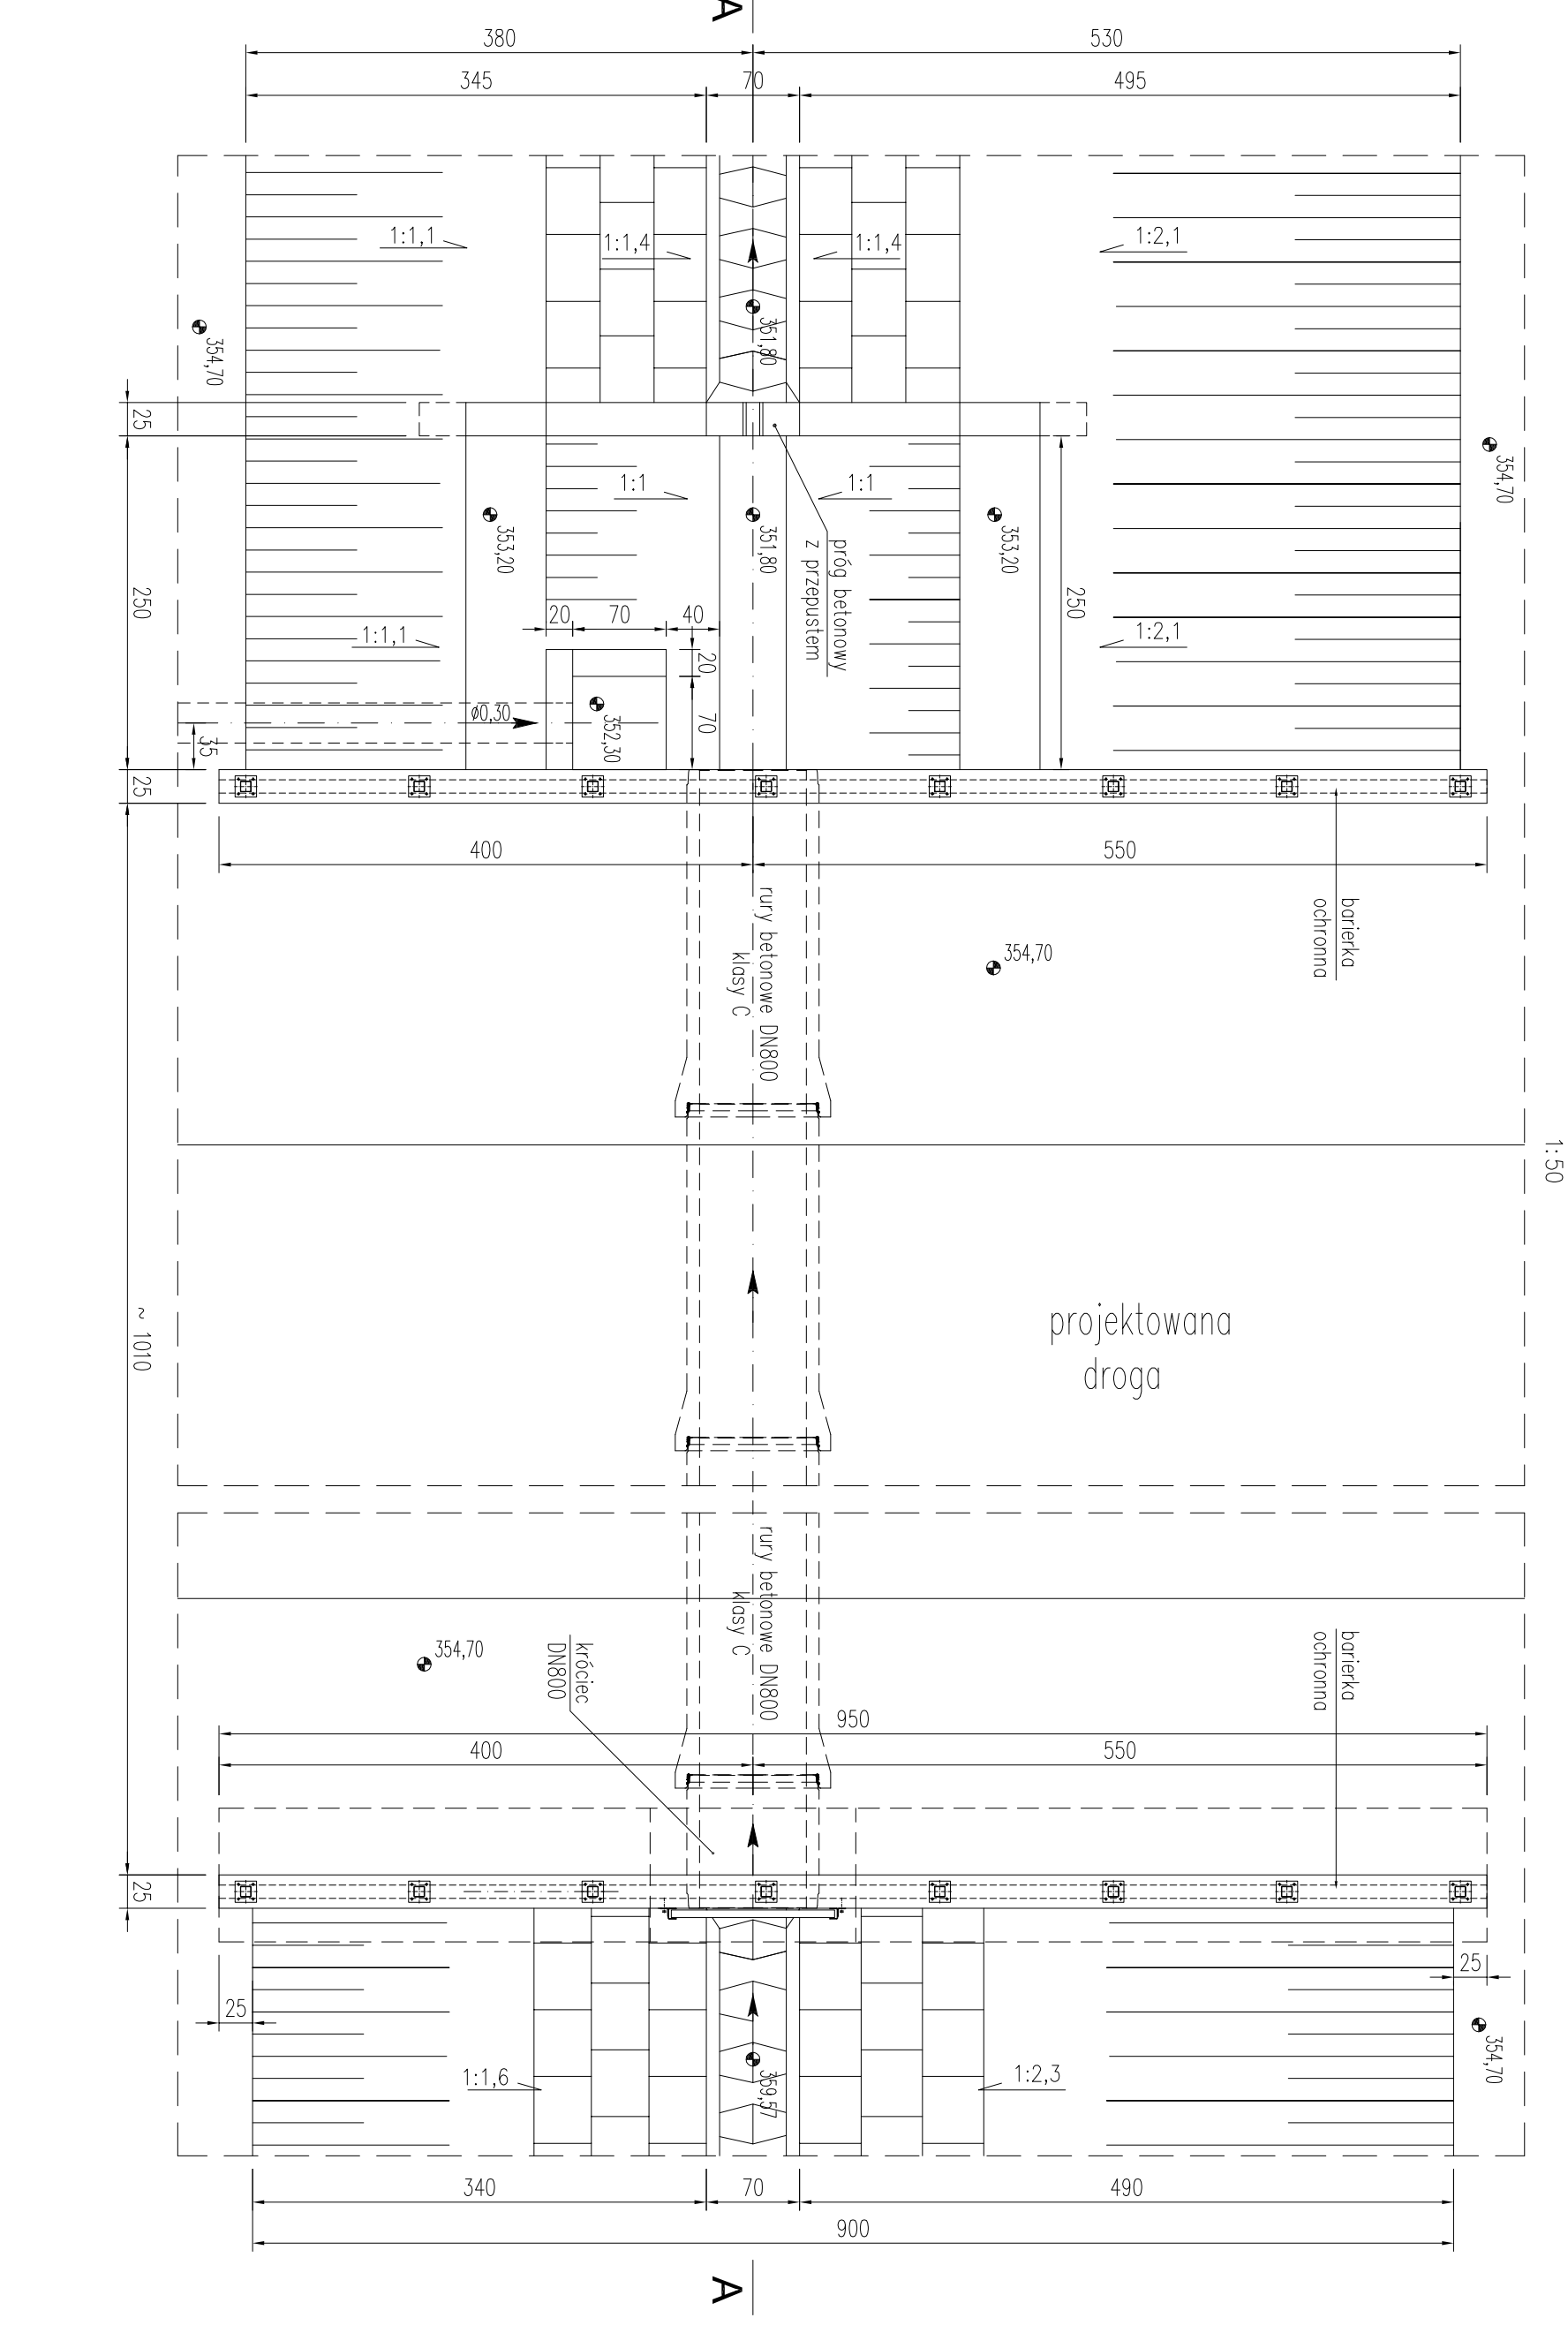 A
380
530
345
70
495
1:1,1
1:1,4
1:1,4
1:2,1
351,80
354,70
354,70
25
1:1
1:1
353,20
351,80
353,20
próg betonowy
z przepustem
250
250
20
70
40
1:1,1
1:2,1
20
70
ø0,30
352,30
35
25
400
550
rury betonowe DN800
klasy C
barierka
ochronna
354,70
1:50
projektowana
droga
~ 1010
rury betonowe DN800
klasy C
króciec
DN800
barierka
ochronna
354,70
950
400
550
25
25
25
354,70
1:1,6
1:2,3
359,57
340
70
490
900
A